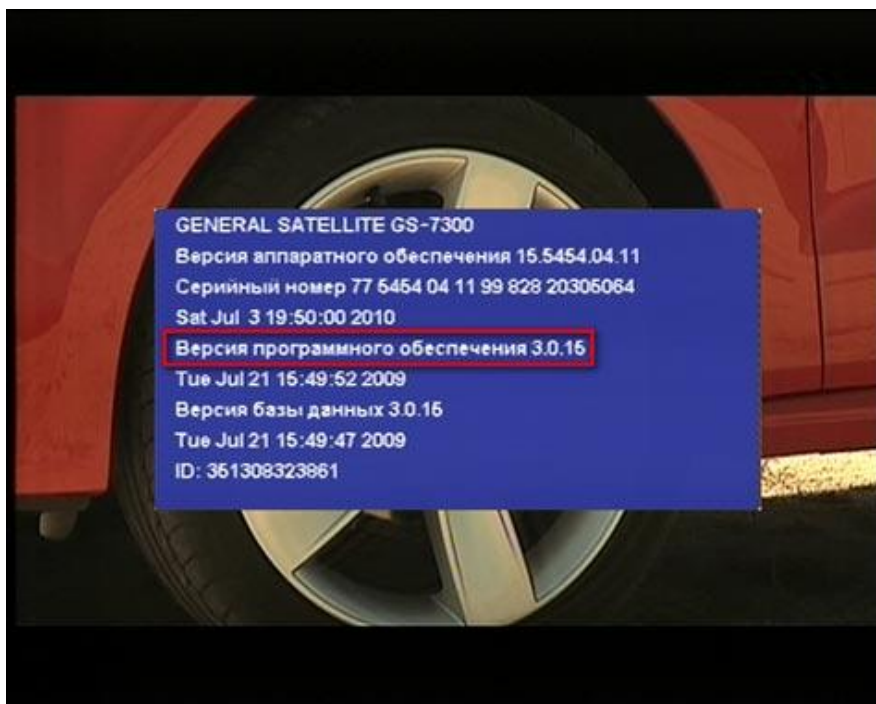 GENERAL SATELLITE GS-7300
Версия аппаратного обеспечения 15.5454.04.11
Серийный номер 77 5454 04 11 99 828 20305064
Sat Jul 3 19:50:00 2010
Версия программного обеспечения 3.0.15
Tue Jul 21 15:49:52 2009
Версия базы данных 3.0.15
Tue Jul 21 15:49:47 2009
ID: 351308323861